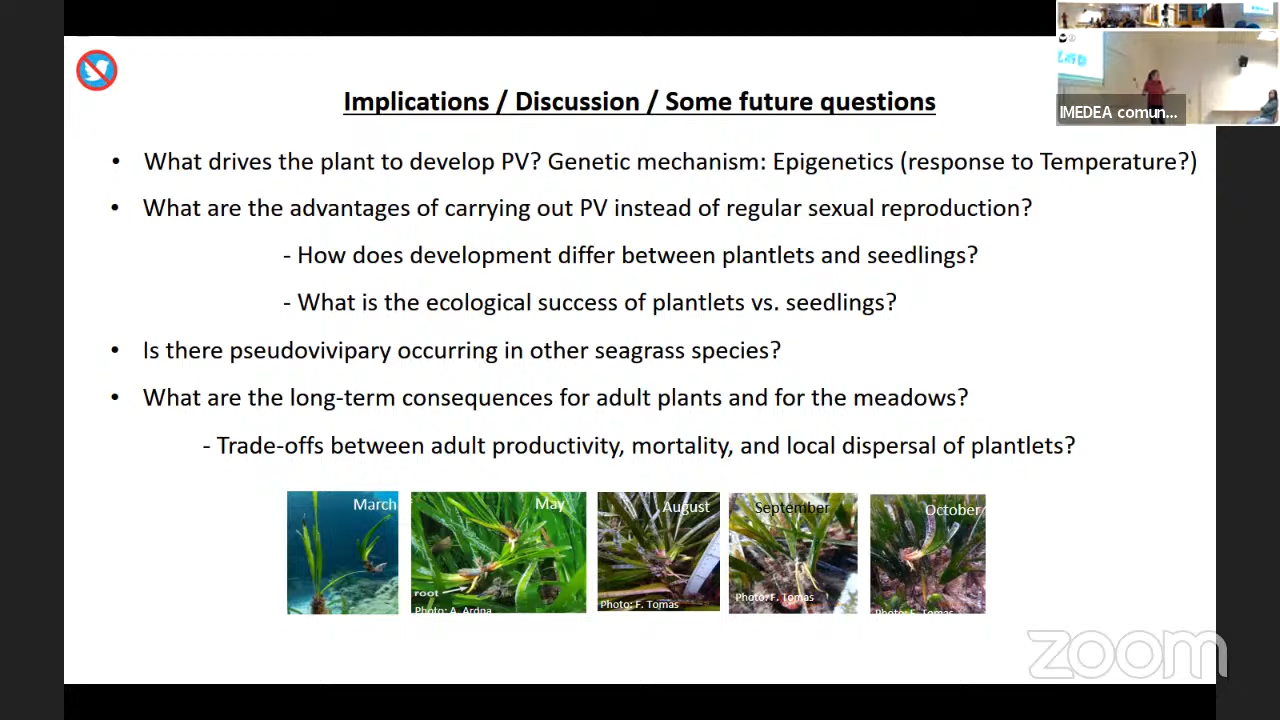 IMEDEA comun...
Implications / Discussion / Some future questions
• What drives the plant to develop PV? Genetic mechanism: Epigenetics (response to Temperature?)
• What are the advantages of carrying out PV instead of regular sexual reproduction?
- How does development differ between plantlets and seedlings?
- What is the ecological success of plantlets vs. seedlings?
• Is there pseudovivipary occurring in other seagrass species?
• What are the long-term consequences for adult plants and for the meadows?
- Trade-offs between adult productivity, mortality, and local dispersal of plantlets?
March
May
August
September
October
root
Photo: A. Ardna
Photo: F. Tomas
Photo: F. Tomas
Photo: F. Tomas
zoom